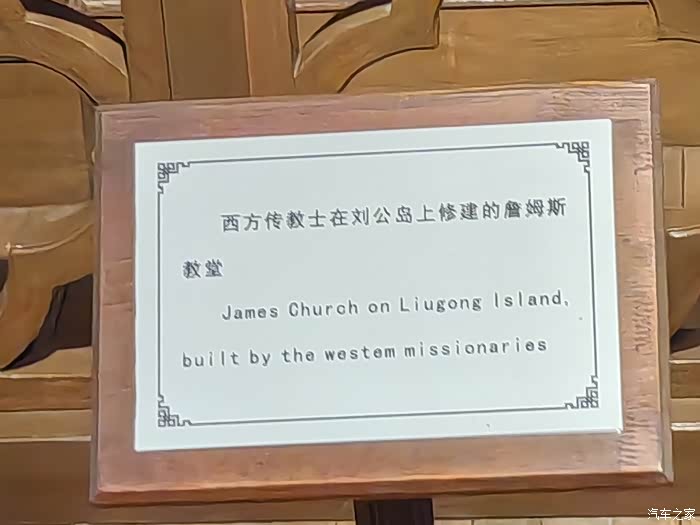 西方传教士在刘公岛上修建的詹姆斯
教堂
James Church on Liugong Island,
built by the westem missionaries
汽车之家